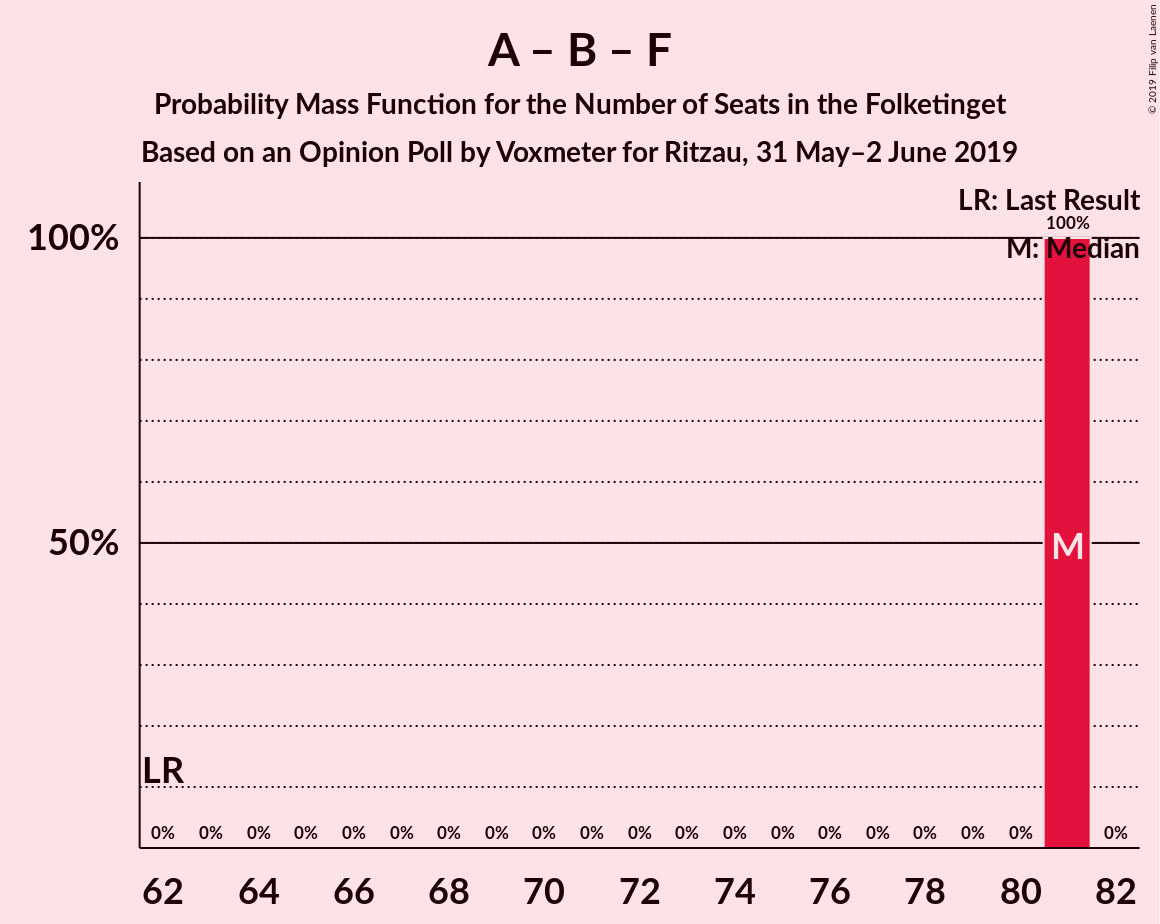 A – B – F
Probability Mass Function for the Number of Seats in the Folketinget
Based on an Opinion Poll by Voxmeter for Ritzau, 31 May–2 June 2019
© 2019 Filip van Laenen
LR: Last Result
100%
M: Median
100%
50%
M
LR
0% 0% 0% 0% 0% 0% 0% 0% 0% 0% 0% 0% 0% 0% 0% 0% 0% 0% 0% 0%
62 64 66 68 70 72 74 76 78 80 82